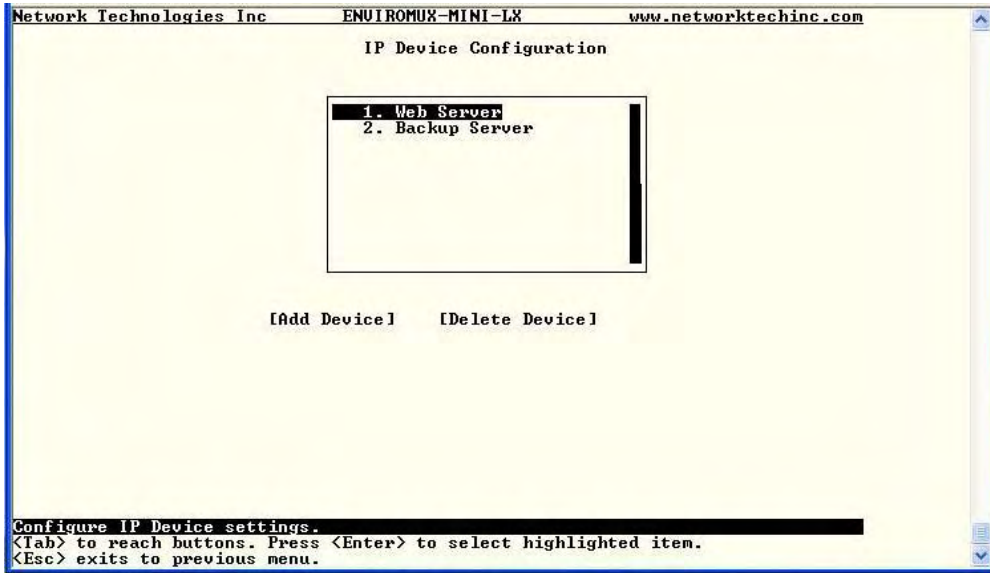 Network Technologies Inc ENVIROMUX-MINI-LX www.networktechinc.com
IP Device Configuration
1. Web Server
2. Backup Server
[Add Device] [Delete Device]
Configure IP Device settings.
<Tab> to reach buttons. Press <Enter> to select highlighted item.
<Esc> exits to previous menu.